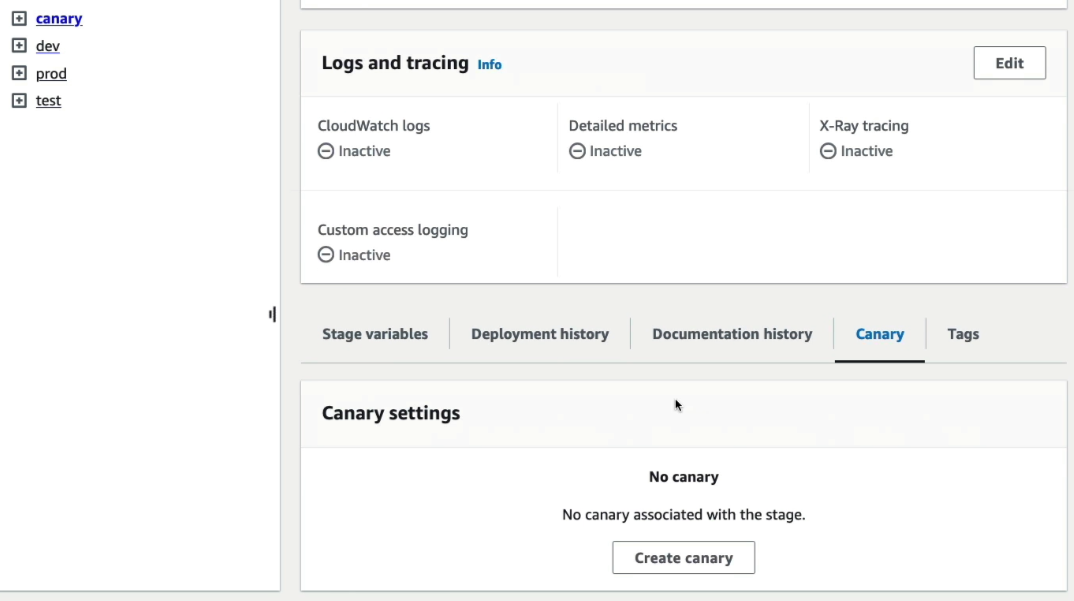 canary
dev
prod
test
Logs and tracing Info
Edit
CloudWatch logs
Inactive
Detailed metrics
Inactive
X-Ray tracing
Inactive
Custom access logging
Inactive
Stage variables
Deployment history
Documentation history
Canary
Tags
Canary settings
No canary
No canary associated with the stage.
Create canary